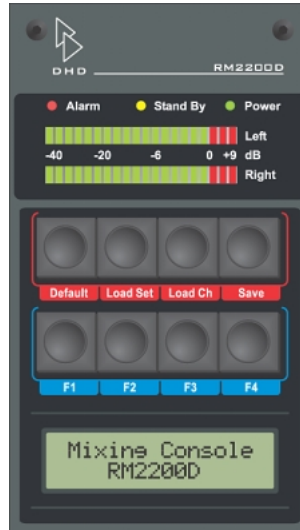 DHD RM2200D
Alarm Stand By Power
Left
-40 -20 -6 0 +9 dB
Right
Default Load Set Load Ch Save
F1 F2 F3 F4
Mixing Console
RM2200D